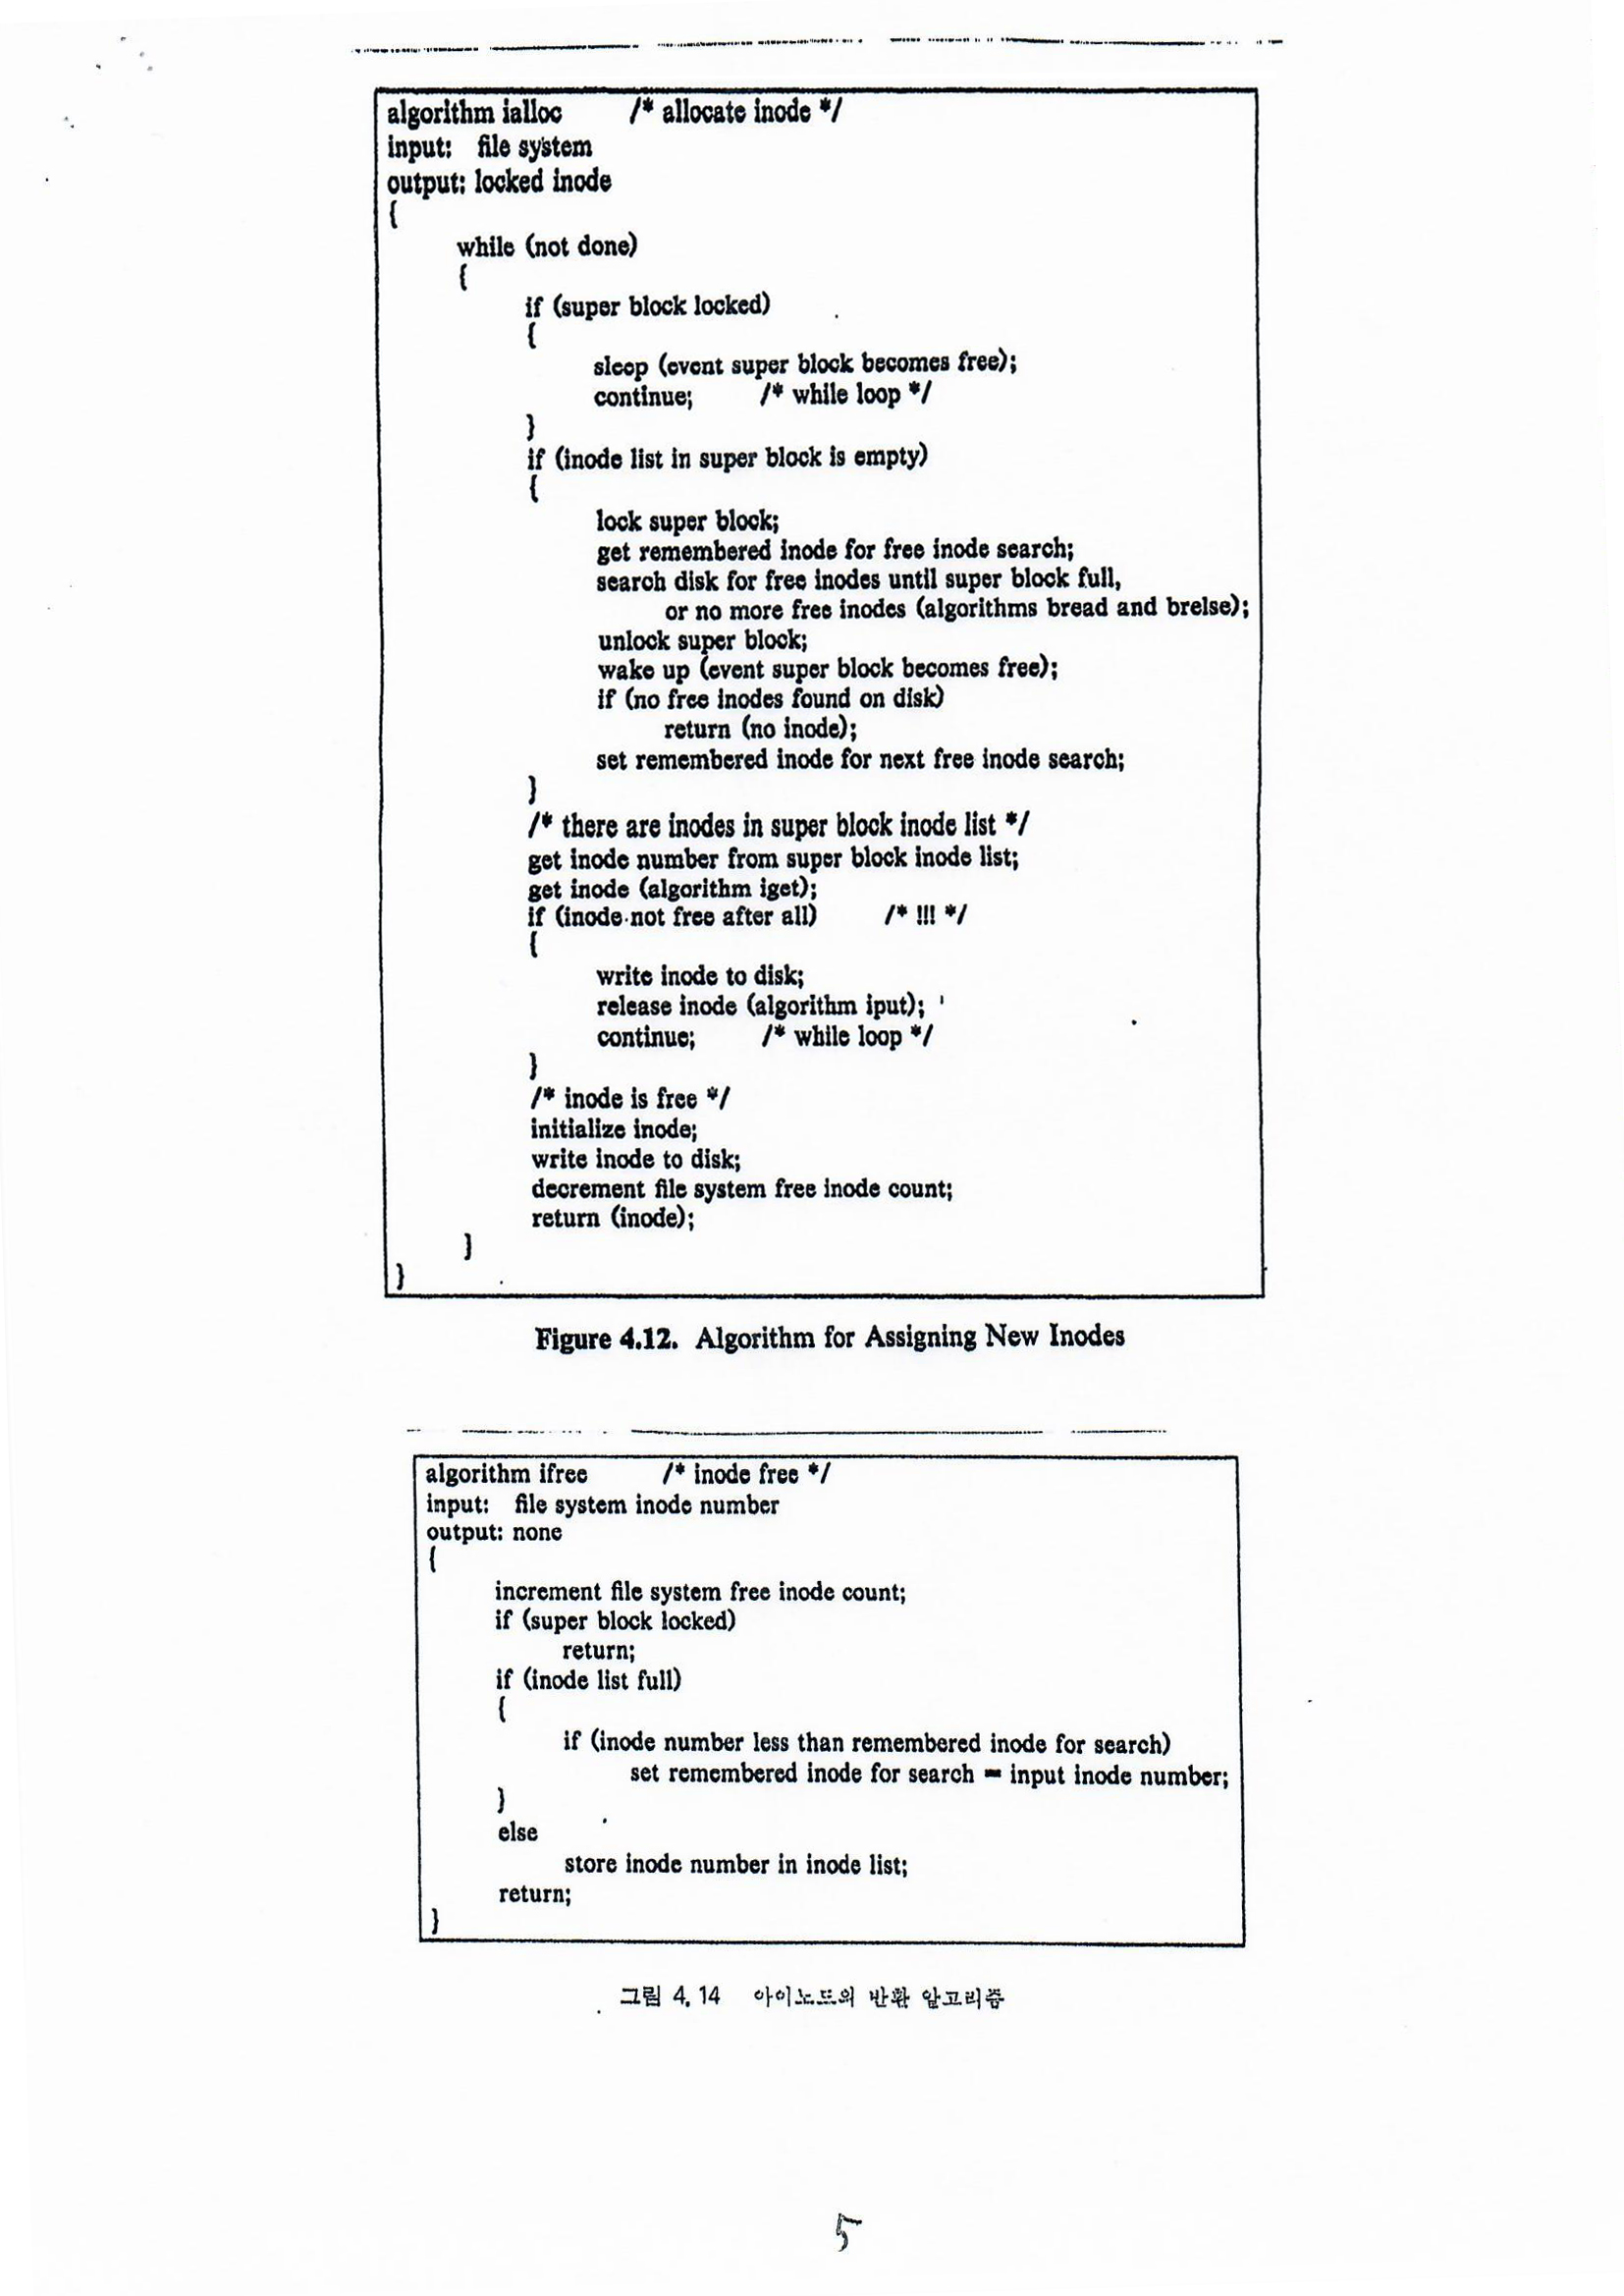 algorithm ialloc /* allocate inode */
input: file system
output: locked inode
{
while (not done)
{
if (super block locked)
{
sleep (event super block becomes free);
continue; /* while loop */
}
if (inode list in super block is empty)
{
lock super block;
get remembered inode for free inode search;
search disk for free inodes until super block full,
or no more free inodes (algorithms bread and brelse);
unlock super block;
wake up (event super block becomes free);
if (no free inodes found on disk)
return (no inode);
set remembered inode for next free inode search;
}
/* there are inodes in super block inode list */
get inode number from super block inode list;
get inode (algorithm iget);
if (inode not free after all) /* !!! */
{
write inode to disk;
release inode (algorithm iput);
continue; /* while loop */
}
/* inode is free */
initialize inode;
write inode to disk;
decrement file system free inode count;
return (inode);
}
}
Figure 4.12. Algorithm for Assigning New Inodes
algorithm ifree /* inode free */
input: file system inode number
output: none
{
increment file system free inode count;
if (super block locked)
return;
if (inode list full)
{
if (inode number less than remembered inode for search)
set remembered inode for search = input inode number;
}
else
store inode number in inode list;
return;
}
그림 4.14 아이노드의 반환 알고리즘
5